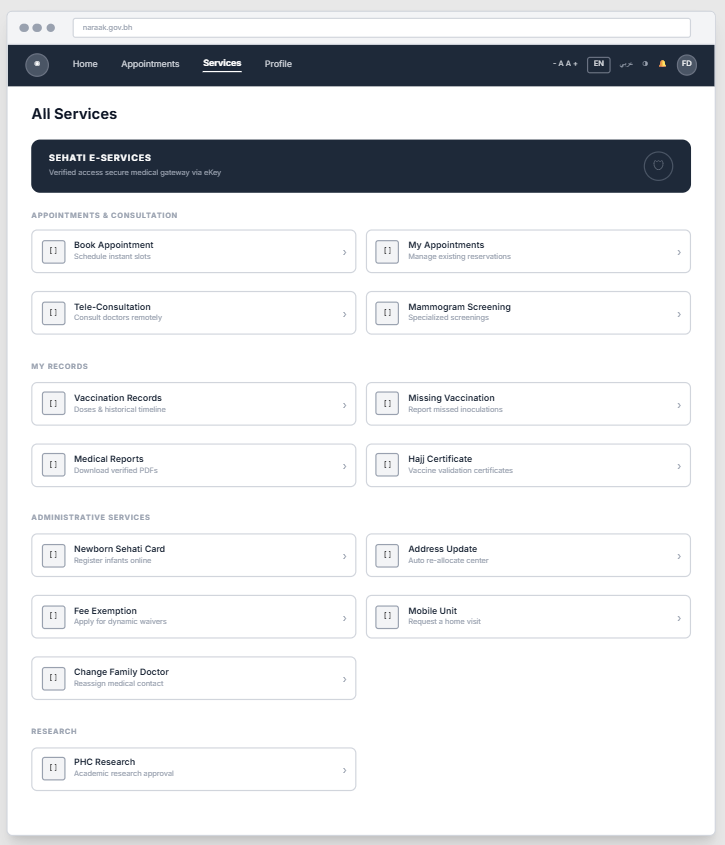 naraak.gov.bh
Home Appointments Services Profile
- A A + EN عربي FD
All Services
SEHATI E-SERVICES
Verified access secure medical gateway via eKey
APPOINTMENTS & CONSULTATION
[ ] Book Appointment
Schedule instant slots
[ ] My Appointments
Manage existing reservations
[ ] Tele-Consultation
Consult doctors remotely
[ ] Mammogram Screening
Specialized screenings
MY RECORDS
[ ] Vaccination Records
Doses & historical timeline
[ ] Missing Vaccination
Report missed inoculations
[ ] Medical Reports
Download verified PDFs
[ ] Hajj Certificate
Vaccine validation certificates
ADMINISTRATIVE SERVICES
[ ] Newborn Sehati Card
Register infants online
[ ] Address Update
Auto re-allocate center
[ ] Fee Exemption
Apply for dynamic waivers
[ ] Mobile Unit
Request a home visit
[ ] Change Family Doctor
Reassign medical contact
RESEARCH
[ ] PHC Research
Academic research approval